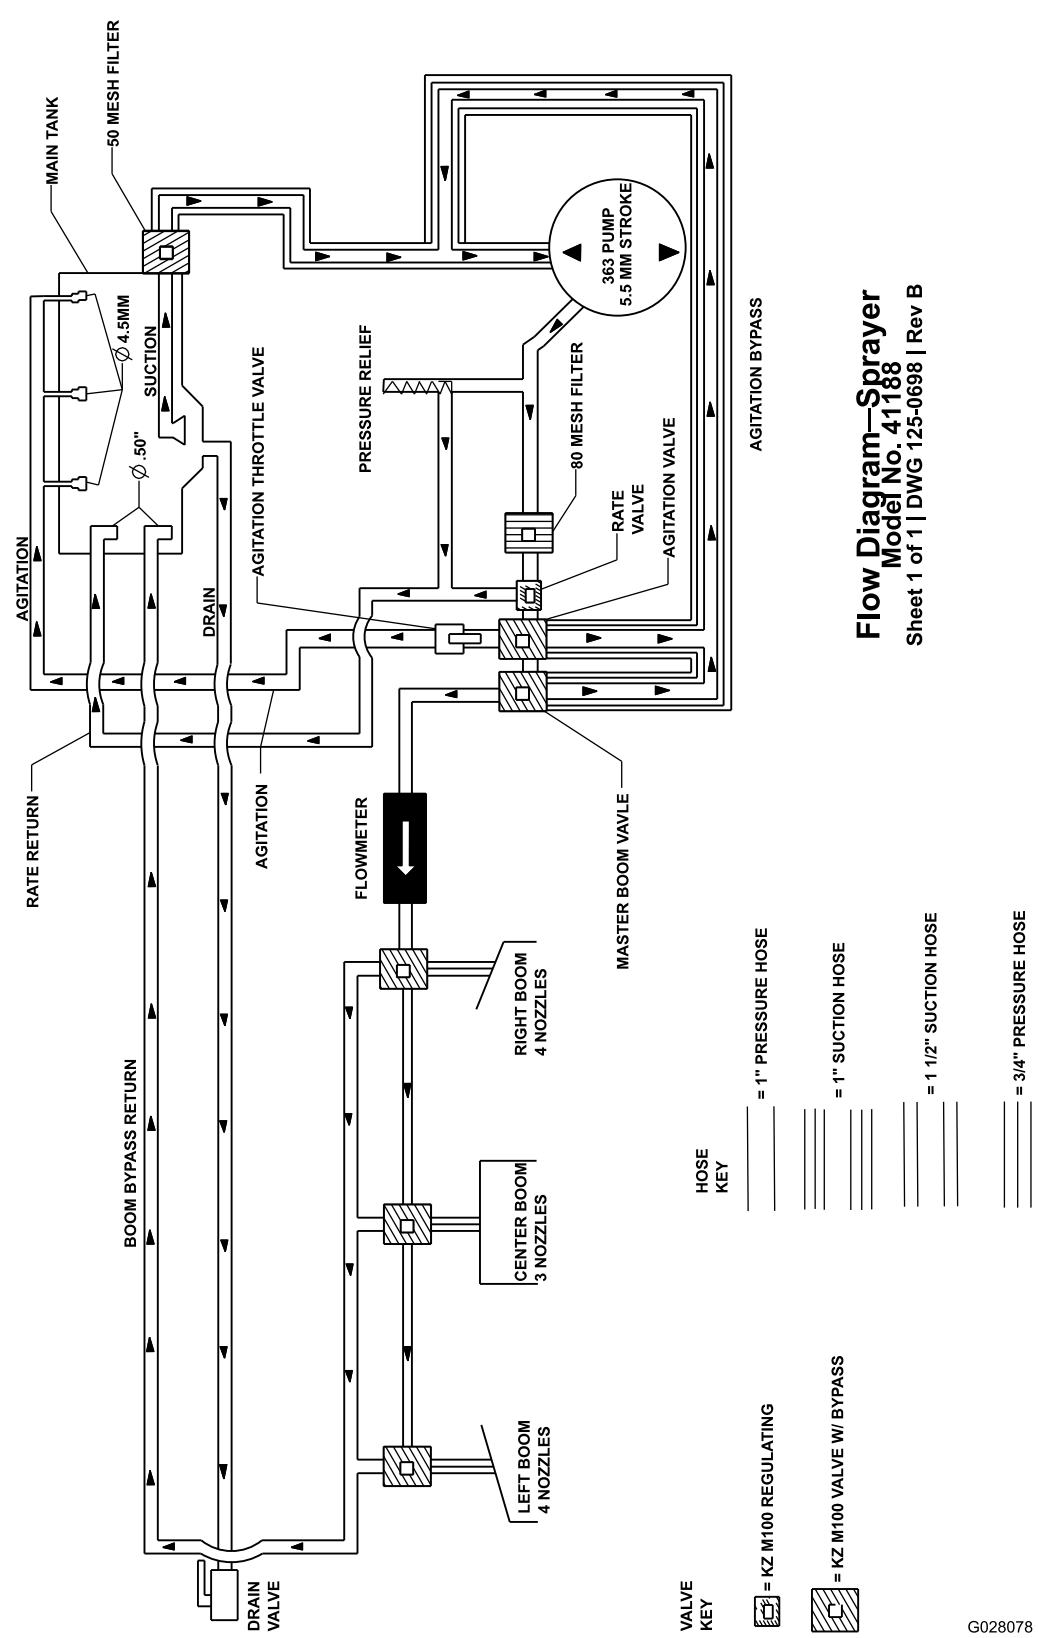 50 MESH FILTER
MAIN TANK
AGITATION
Ø 4.5MM
SUCTION
Ø .50"
DRAIN
AGITATION THROTTLE VALVE
PRESSURE RELIEF
363 PUMP
5.5 MM STROKE
80 MESH FILTER
RATE
VALVE
AGITATION VALVE
AGITATION BYPASS
RATE RETURN
AGITATION
FLOWMETER
MASTER BOOM VAVLE
BOOM BYPASS RETURN
RIGHT BOOM
4 NOZZLES
CENTER BOOM
3 NOZZLES
LEFT BOOM
4 NOZZLES
DRAIN
VALVE
HOSE
KEY
= 1" PRESSURE HOSE
= 1" SUCTION HOSE
= 1 1/2" SUCTION HOSE
= 3/4" PRESSURE HOSE
VALVE
KEY
= KZ M100 REGULATING
= KZ M100 VALVE W/ BYPASS
Flow Diagram—Sprayer
Model No. 41188
Sheet 1 of 1 | DWG 125-0698 | Rev B
G028078